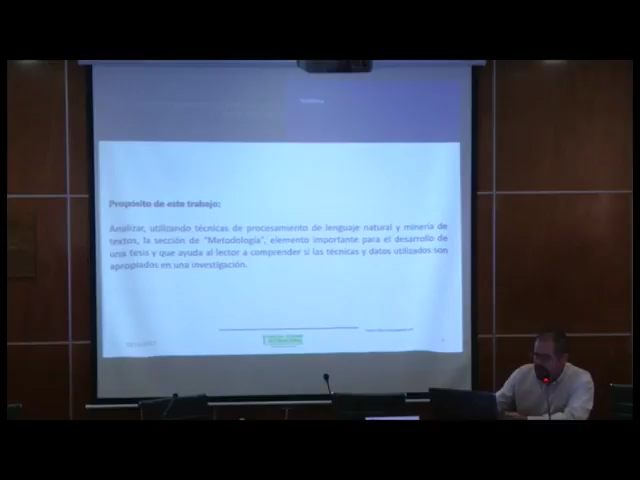 Propósito de este trabajo:
Analizar, utilizando técnicas de procesamiento de lenguaje natural y minería de
textos, la sección de "Metodología", elemento importante para el desarrollo de
una tesis y que ayuda al lector a comprender si las técnicas y datos utilizados son
apropiados en una investigación.